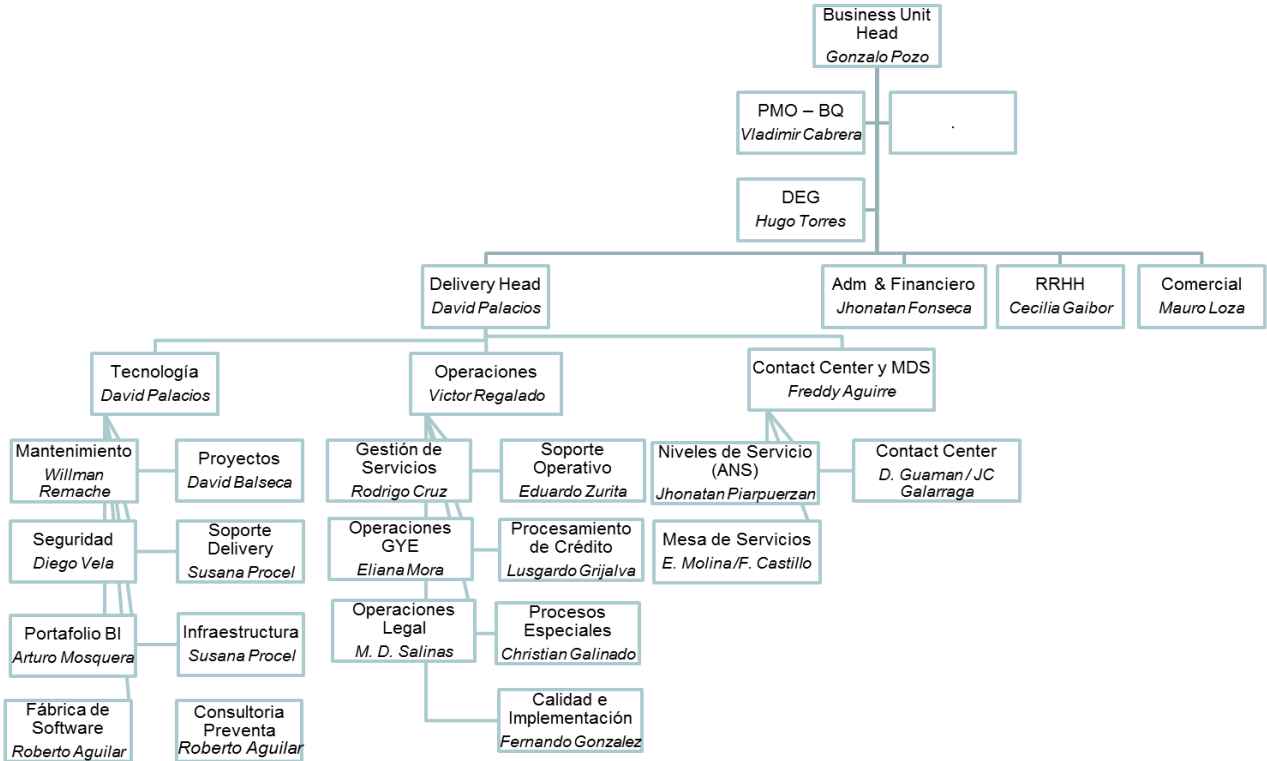 Business Unit
Head
Gonzalo Pozo
PMO – BQ
Vladimir Cabrera
.
DEG
Hugo Torres
Delivery Head
David Palacios
Adm & Financiero
Jhonatan Fonseca
RRHH
Cecilia Gaibor
Comercial
Mauro Loza
Tecnología
David Palacios
Operaciones
Victor Regalado
Contact Center y MDS
Freddy Aguirre
Mantenimiento
Willman
Remache
Proyectos
David Balseca
Gestión de
Servicios
Rodrigo Cruz
Soporte
Operativo
Eduardo Zurita
Niveles de Servicio
(ANS)
Jhonatan Piarpuerzan
Contact Center
D. Guaman / JC
Galarraga
Seguridad
Diego Vela
Soporte
Delivery
Susana Procel
Operaciones
GYE
Eliana Mora
Procesamiento
de Crédito
Lusgardo Grijalva
Mesa de Servicios
E. Molina /F. Castillo
Portafolio BI
Arturo Mosquera
Infraestructura
Susana Procel
Operaciones
Legal
M. D. Salinas
Procesos
Especiales
Christian Galinado
Fábrica de
Software
Roberto Aguilar
Consultoria
Preventa
Roberto Aguilar
Calidad e
Implementación
Fernando Gonzalez